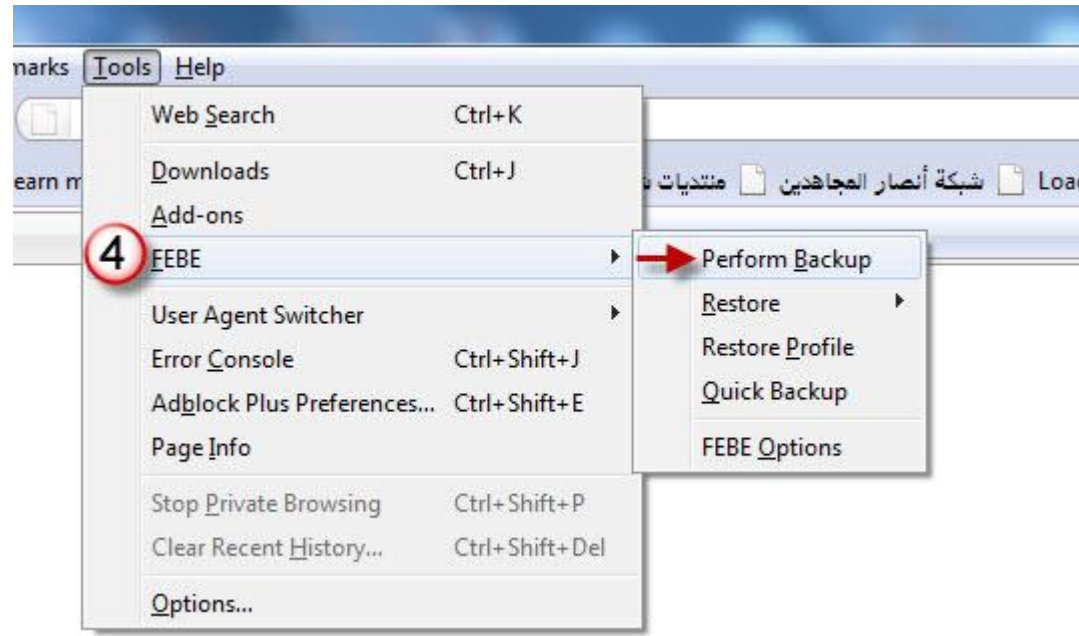 marks Tools Help
Web Search Ctrl+K
earn m
Downloads Ctrl+J
منتديات شبكة أنصار المجاهدين Loa
Add-ons
4 FEBE Perform Backup
User Agent Switcher Restore
Error Console Ctrl+Shift+J Restore Profile
Adblock Plus Preferences... Ctrl+Shift+E Quick Backup
Page Info FEBE Options
Stop Private Browsing Ctrl+Shift+P
Clear Recent History... Ctrl+Shift+Del
Options...